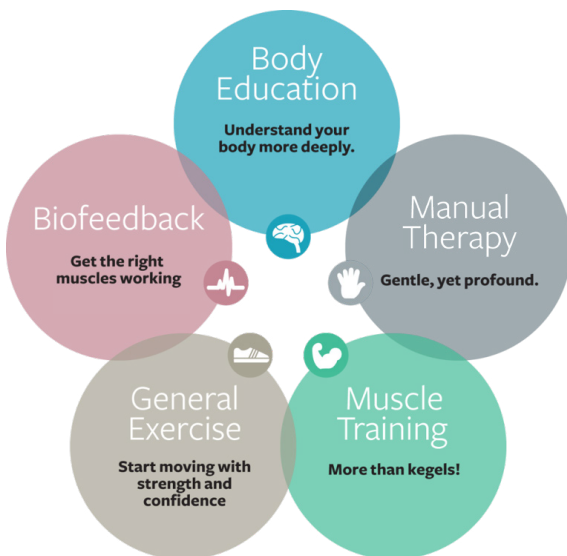 Body
Education
Understand your
body more deeply.
Biofeedback
Get the right
muscles working
Manual
Therapy
Gentle, yet profound.
General
Exercise
Start moving with
strength and
confidence
Muscle
Training
More than kegels!